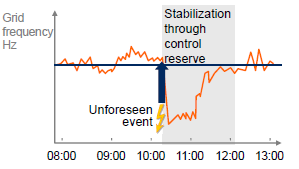 Grid
frequency
Hz
Stabilization
through
control
reserve
Unforeseen
event
08:00 09:00 10:00 11:00 12:00 13:00